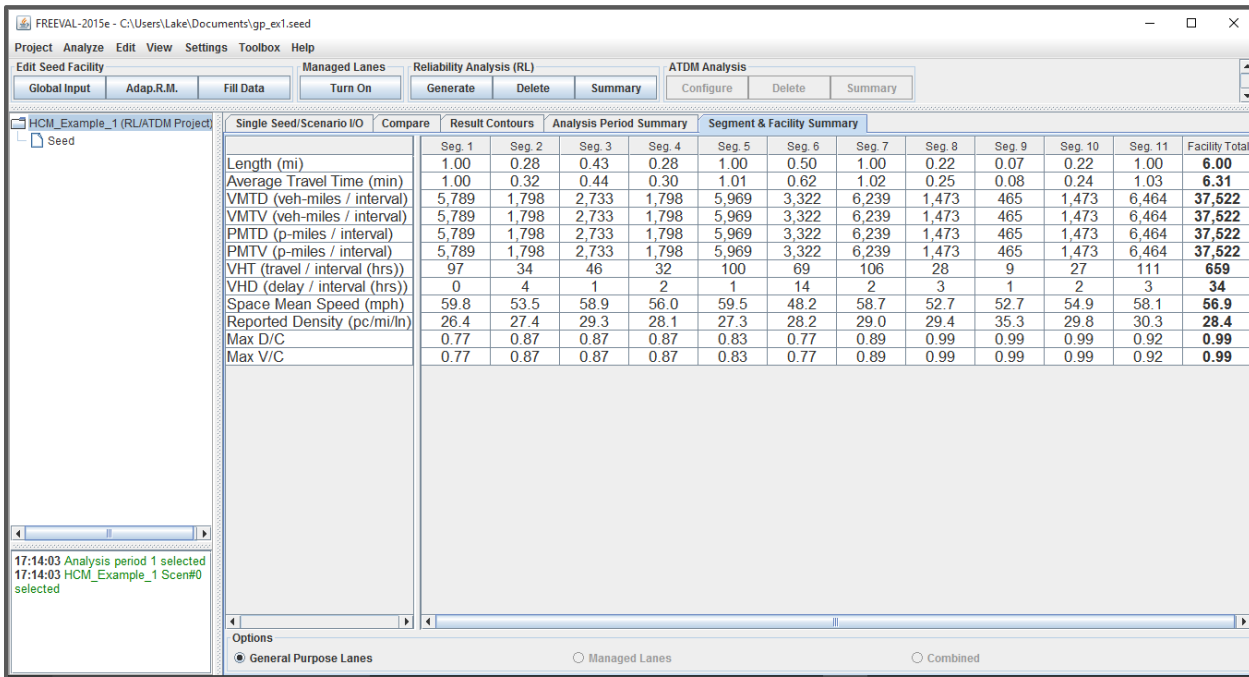 FREEVAL-2015e - C:\Users\Lake\Documents\gp_ex1.seed
Project Analyze Edit View Settings Toolbox Help
Edit Seed Facility Managed Lanes Reliability Analysis (RL) ATDM Analysis
Global Input Adap.R.M. Fill Data Turn On Generate Delete Summary Configure Delete Summary
HCM_Example_1 (RL/ATDM Project)
Seed
Single Seed/Scenario I/O Compare Result Contours Analysis Period Summary Segment & Facility Summary
Seg. 1 Seg. 2 Seg. 3 Seg. 4 Seg. 5 Seg. 6 Seg. 7 Seg. 8 Seg. 9 Seg. 10 Seg. 11 Facility Total
Length (mi) 1.00 0.28 0.43 0.28 1.00 0.50 1.00 0.22 0.07 0.22 1.00 6.00
Average Travel Time (min) 1.00 0.32 0.44 0.30 1.01 0.62 1.02 0.25 0.08 0.24 1.03 6.31
VMTD (veh-miles / interval) 5,789 1,798 2,733 1,798 5,969 3,322 6,239 1,473 465 1,473 6,464 37,522
VMTV (veh-miles / interval) 5,789 1,798 2,733 1,798 5,969 3,322 6,239 1,473 465 1,473 6,464 37,522
PMTD (p-miles / interval) 5,789 1,798 2,733 1,798 5,969 3,322 6,239 1,473 465 1,473 6,464 37,522
PMTV (p-miles / interval) 5,789 1,798 2,733 1,798 5,969 3,322 6,239 1,473 465 1,473 6,464 37,522
VHT (travel / interval (hrs)) 97 34 46 32 100 69 106 28 9 27 111 659
VHD (delay / interval (hrs)) 0 4 1 2 1 14 2 3 1 2 3 34
Space Mean Speed (mph) 59.8 53.5 58.9 56.0 59.5 48.2 58.7 52.7 52.7 54.9 58.1 56.9
Reported Density (pc/mi/ln) 26.4 27.4 29.3 28.1 27.3 28.2 29.0 29.4 35.3 29.8 30.3 28.4
Max D/C 0.77 0.87 0.87 0.87 0.83 0.77 0.89 0.99 0.99 0.99 0.92 0.99
Max V/C 0.77 0.87 0.87 0.87 0.83 0.77 0.89 0.99 0.99 0.99 0.92 0.99
17:14:03 Analysis period 1 selected
17:14:03 HCM_Example_1 Scen#0
selected
Options
General Purpose Lanes Managed Lanes Combined